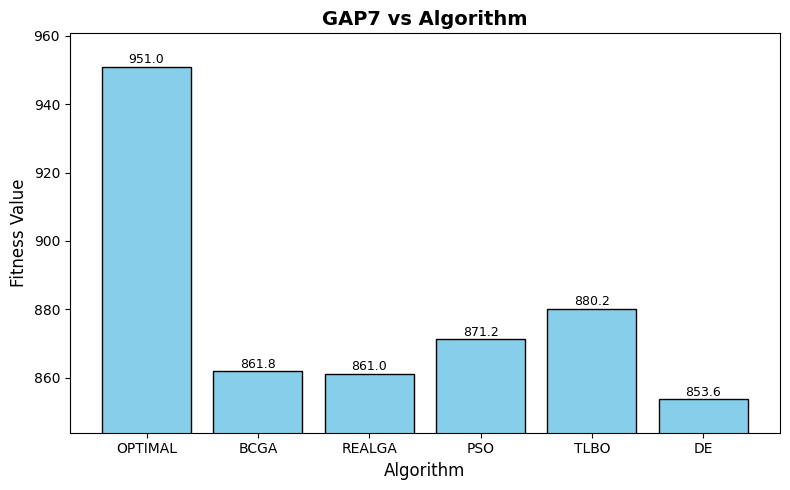 GAP7 vs Algorithm
Fitness Value
960
940
920
900
880
860
951.0
861.8
861.0
871.2
880.2
853.6
OPTIMAL
BCGA
REALGA
PSO
TLBO
DE
Algorithm